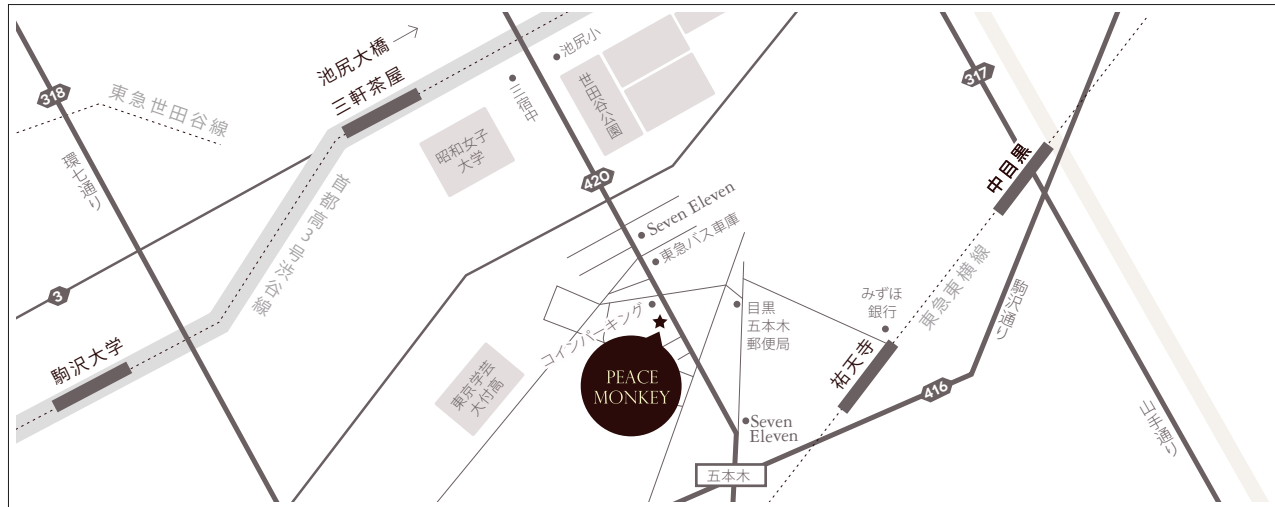 318
東急世田谷線
環七通り
3
駒沢大学
池尻大橋
三軒茶屋
首都高3号渋谷線
昭和女子
大学
三宿中
池尻小
世田谷公園
420
Seven Eleven
東急バス車庫
コインパーキング
PEACE
MONKEY
東京学芸
大付高
目黒
五本木
郵便局
Seven
Eleven
五本木
みずほ
銀行
祐天寺
東急東横線
中目黒
317
駒沢通り
416
山手通り